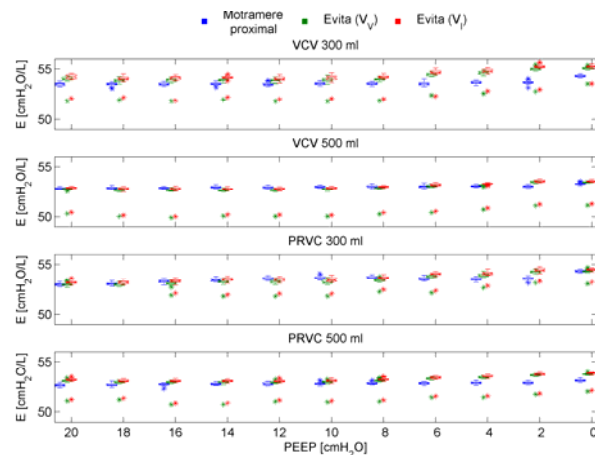 Motramere proximal
Evita (V_V)
Evita (V_I)
VCV 300 ml
E [cmH2O/L]
55
50
VCV 500 ml
E [cmH2O/L]
55
50
PRVC 300 ml
E [cmH2O/L]
55
50
PRVC 500 ml
E [cmH2O/L]
55
50
20 18 16 14 12 10 8 6 4 2 0
PEEP [cmH2O]